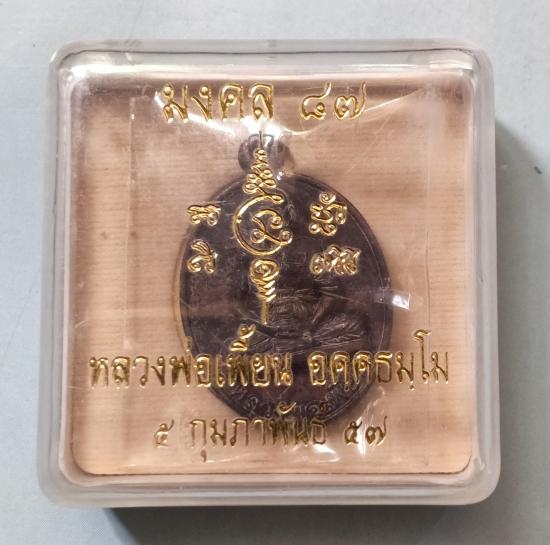 มงคล ๘๗
หลวงพ่อเพี้ยน อคฺคธมฺโม
๕ กุมภาพันธ์ ๕๗